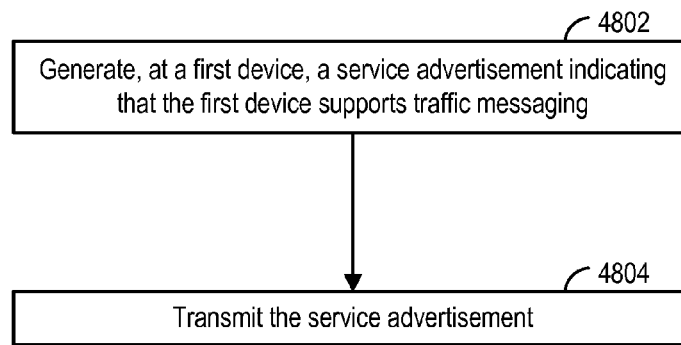 4802
Generate, at a first device, a service advertisement indicating
that the first device supports traffic messaging
4804
Transmit the service advertisement